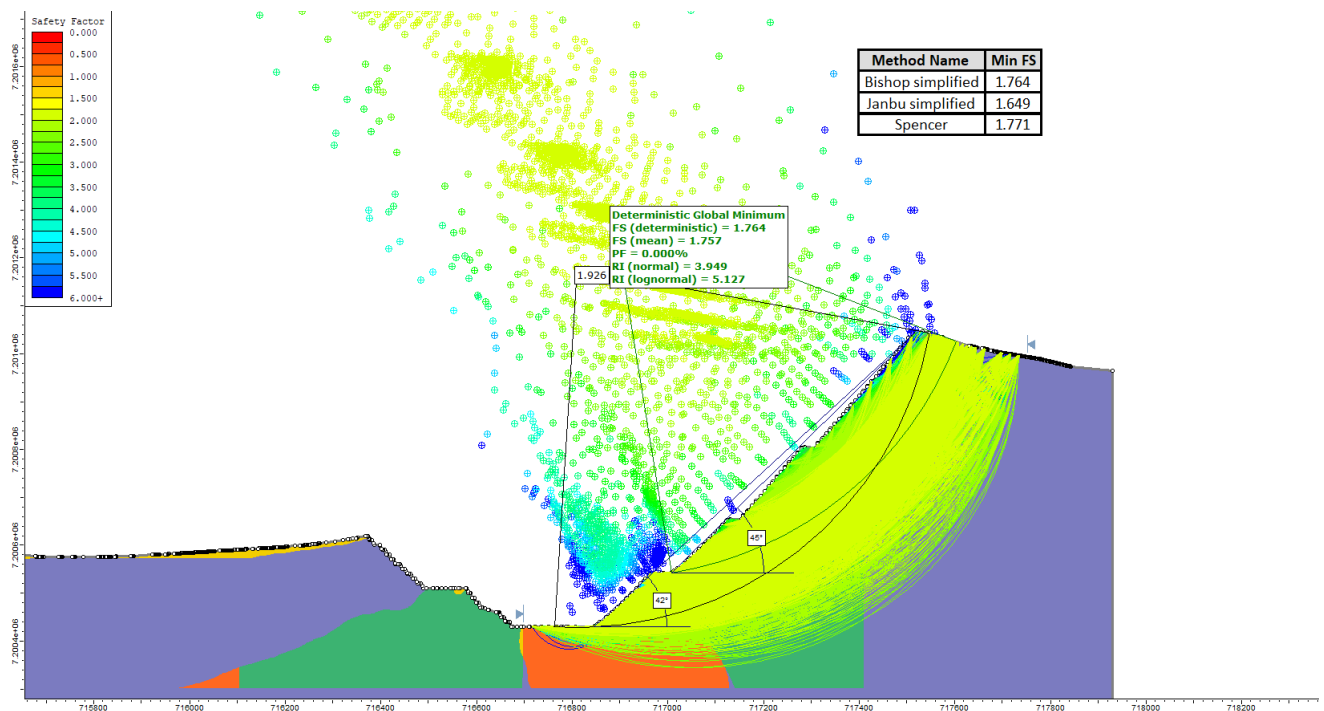 Safety Factor
0.000
0.500
1.000
1.500
2.000
2.500
3.000
3.500
4.000
4.500
5.000
5.500
6.000+
Method Name Min FS
Bishop simplified 1.764
Janbu simplified 1.649
Spencer 1.771
Deterministic Global Minimum
FS (deterministic) = 1.764
FS (mean) = 1.757
PF = 0.000%
RI (normal) = 3.949
RI (lognormal) = 5.127
1.926
46°
42°
7.2016e+06
7.2014e+06
7.2012e+06
7.201e+06
7.2008e+06
7.2006e+06
7.2004e+06
715800 716000 716200 716400 716600 716800 717000 717200 717400 717600 717800 718000 718200